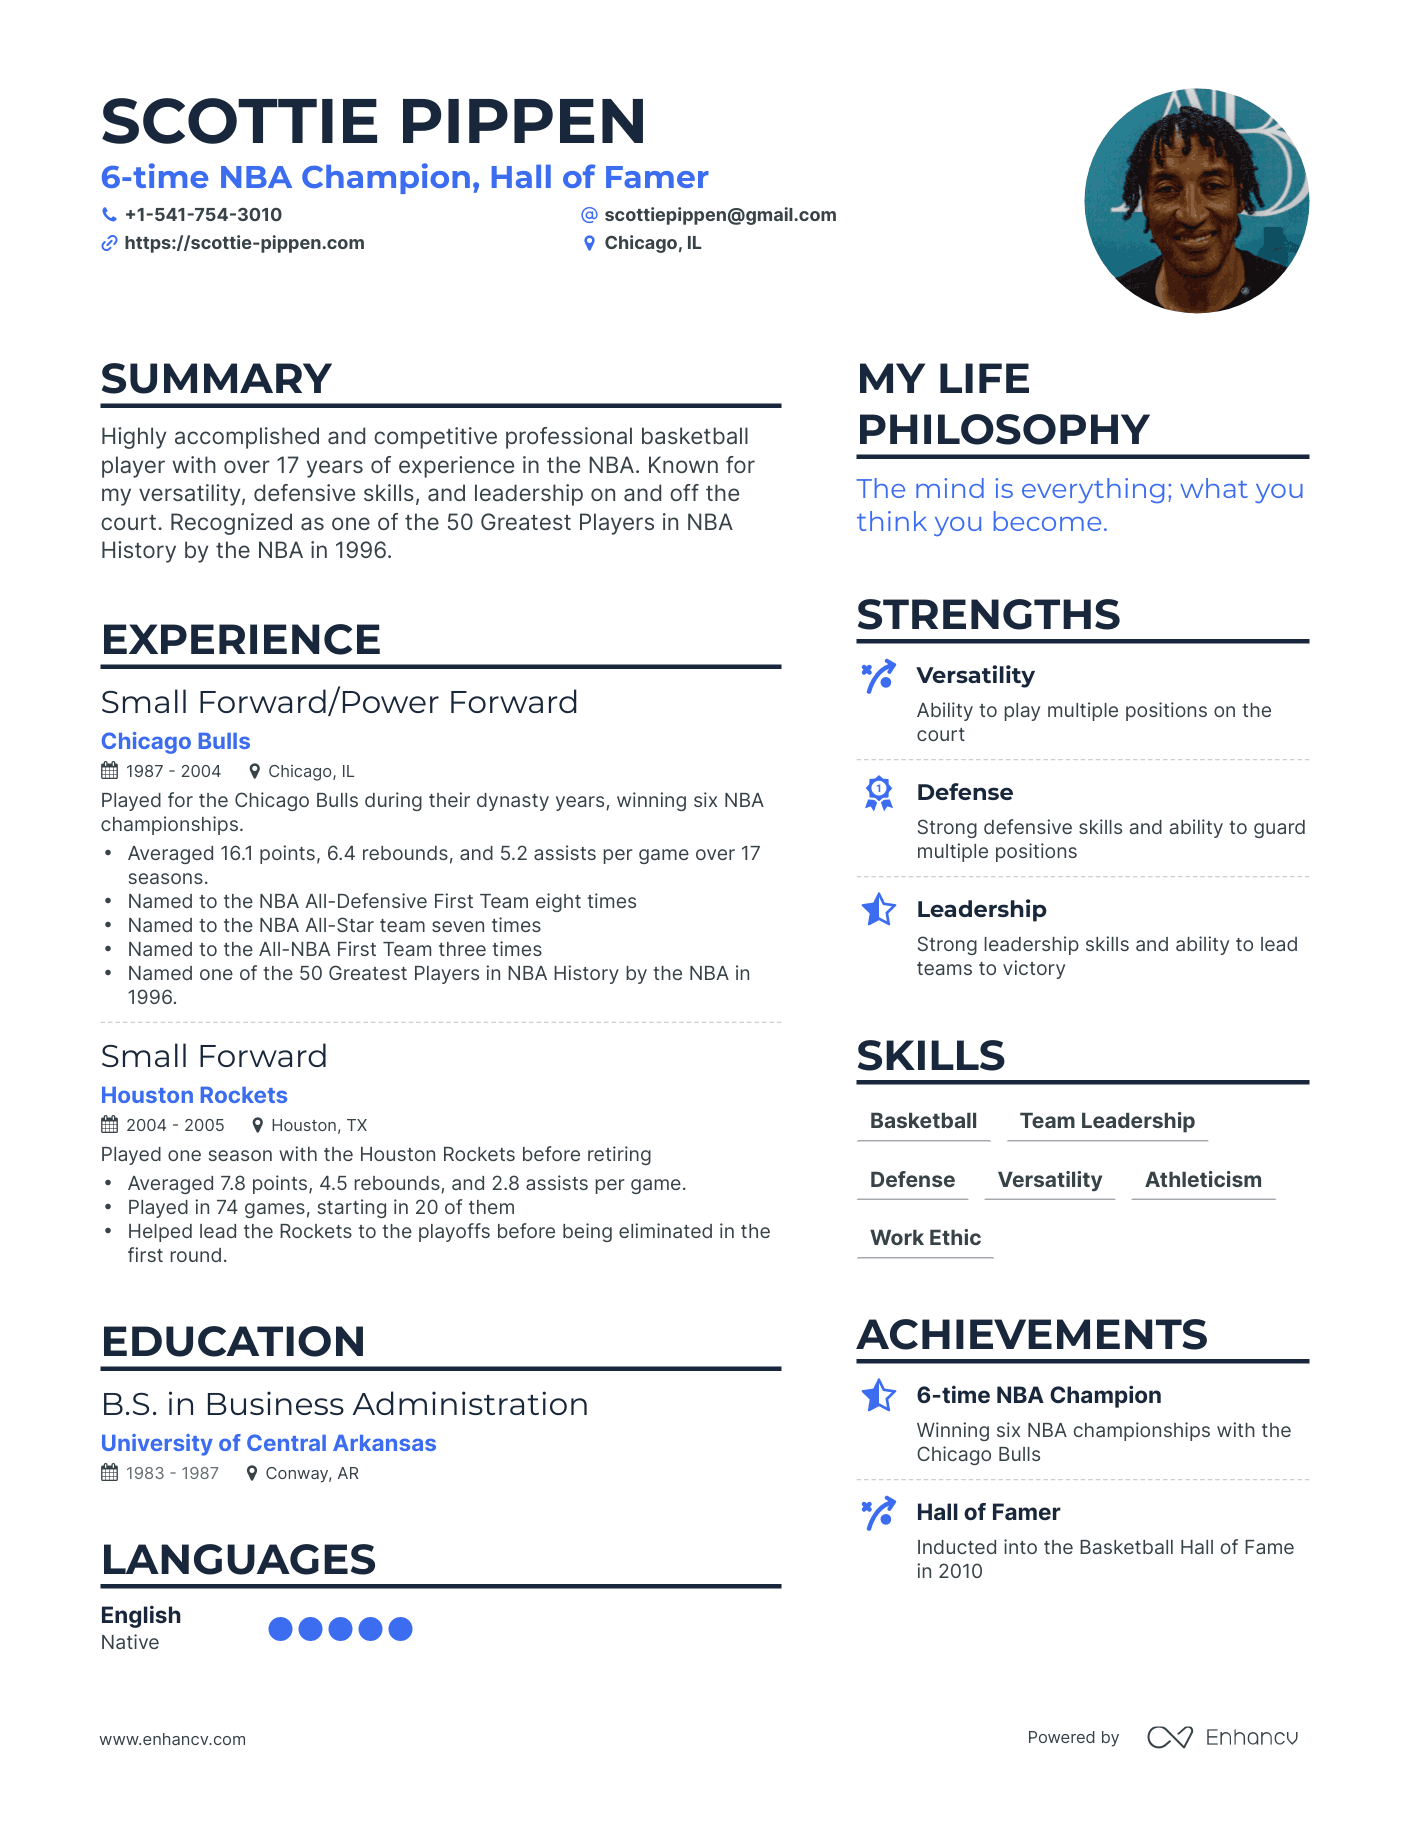 SCOTTIE PIPPEN
6-time NBA Champion, Hall of Famer
+1-541-754-3010
scottiepippen@gmail.com
https://scottie-pippen.com
Chicago, IL
SUMMARY
Highly accomplished and competitive professional basketball
player with over 17 years of experience in the NBA. Known for
my versatility, defensive skills, and leadership on and off the
court. Recognized as one of the 50 Greatest Players in NBA
History by the NBA in 1996.
EXPERIENCE
Small Forward/Power Forward
Chicago Bulls
1987 - 2004 Chicago, IL
Played for the Chicago Bulls during their dynasty years, winning six NBA
championships.
• Averaged 16.1 points, 6.4 rebounds, and 5.2 assists per game over 17
seasons.
• Named to the NBA All-Defensive First Team eight times
• Named to the NBA All-Star team seven times
• Named to the All-NBA First Team three times
• Named one of the 50 Greatest Players in NBA History by the NBA in
1996.
Small Forward
Houston Rockets
2004 - 2005 Houston, TX
Played one season with the Houston Rockets before retiring
• Averaged 7.8 points, 4.5 rebounds, and 2.8 assists per game.
• Played in 74 games, starting in 20 of them
• Helped lead the Rockets to the playoffs before being eliminated in the
first round.
EDUCATION
B.S. in Business Administration
University of Central Arkansas
1983 - 1987 Conway, AR
LANGUAGES
English
Native
MY LIFE
PHILOSOPHY
The mind is everything; what you
think you become.
STRENGTHS
Versatility
Ability to play multiple positions on the
court
1
Defense
Strong defensive skills and ability to guard
multiple positions
Leadership
Strong leadership skills and ability to lead
teams to victory
SKILLS
Basketball Team Leadership
Defense Versatility Athleticism
Work Ethic
ACHIEVEMENTS
6-time NBA Champion
Winning six NBA championships with the
Chicago Bulls
Hall of Famer
Inducted into the Basketball Hall of Fame
in 2010
www.enhancv.com
Powered by Enhancv